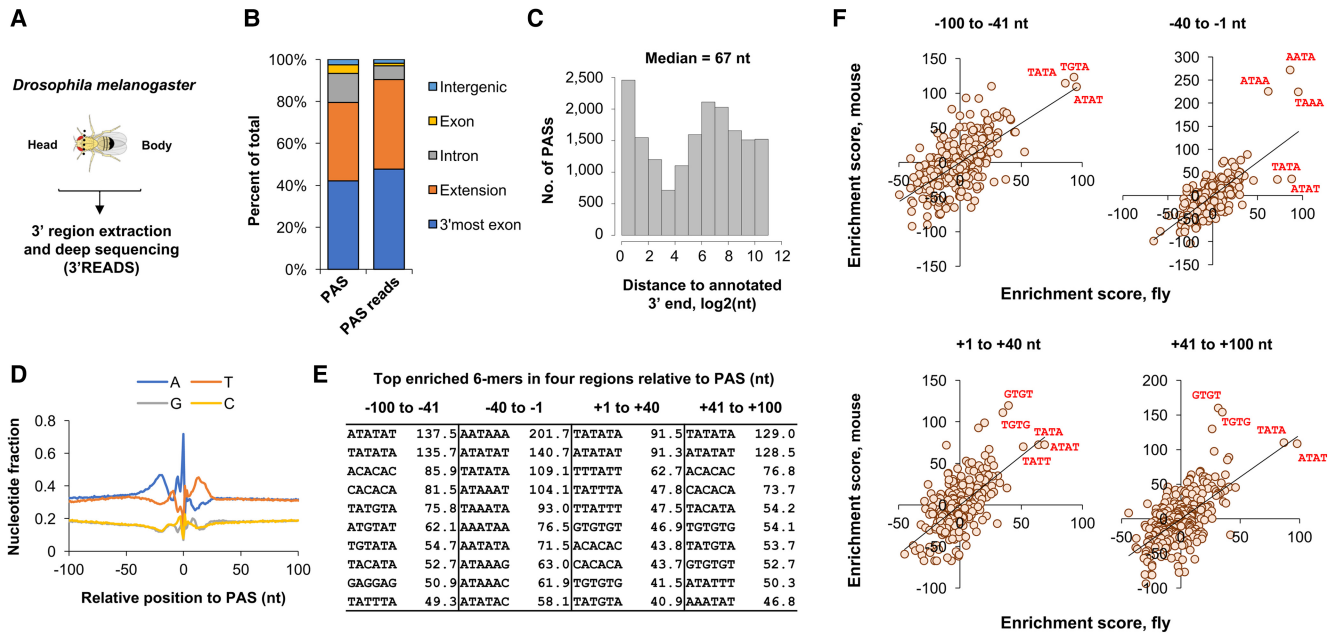 A
Drosophila melanogaster
Head
Body
3' region extraction
and deep sequencing
(3'READS)
B
Percent of total
100%
80%
60%
40%
20%
0%
PAS
PAS reads
Intergenic
Exon
Intron
Extension
3'most exon
C
Median = 67 nt
No. of PASs
2,500
2,000
1,500
1,000
500
0
0 2 4 6 8 10 12
Distance to annotated
3' end, log2(nt)
D
A T
G C
Nucleotide fraction
0.8
0.6
0.4
0.2
0
-100 -50 0 50 100
Relative position to PAS (nt)
E
Top enriched 6-mers in four regions relative to PAS (nt)
-100 to -41 -40 to -1 +1 to +40 +41 to +100
ATATAT 137.5 AATAAA 201.7 TATATA 91.5 TATATA 129.0
TATATA 135.7 ATATAT 140.7 ATATAT 91.3 ATATAT 128.5
ACACAC 85.9 TATATA 109.1 TTTATT 62.7 ACACAC 76.8
CACACA 81.5 ATAAAT 104.1 TATTTA 47.8 CACACA 73.7
TATGTA 75.8 TAATAA 93.0 TTATTT 47.5 TACATA 54.2
ATGTAT 62.1 AAATAA 76.5 GTGTGT 46.9 TGTGTG 54.1
TGTATA 54.7 AATATA 71.5 ACACAC 43.8 TATGTA 53.7
TACATA 52.7 AATAAG 63.0 CACACA 43.7 GTGTGT 52.7
GAGGAG 50.9 ATAAAC 61.9 TGTGTG 41.5 ATATTT 50.3
TATTTA 49.3 ATATAC 58.1 TATGTA 40.9 AAATAT 46.8
F
-100 to -41 nt
Enrichment score, mouse
150
100
50
0
-50
-100
-150
-50 0 50 100
TATA TGTA
ATAT
-40 to -1 nt
300
250
200
150
100
50
0
-50
-100
-150
-100 -50 0 50 100
AATA
ATAA
TAAA
TATA
ATAT
Enrichment score, fly
+1 to +40 nt
Enrichment score, mouse
150
100
50
0
-50
-100
-50 0 50 100
GTGT
TGTG
TATA
ATAT
TATT
+41 to +100 nt
200
150
100
50
0
-50
-100
-50 0 50 100
GTGT
TGTG
TATA
ATAT
Enrichment score, fly